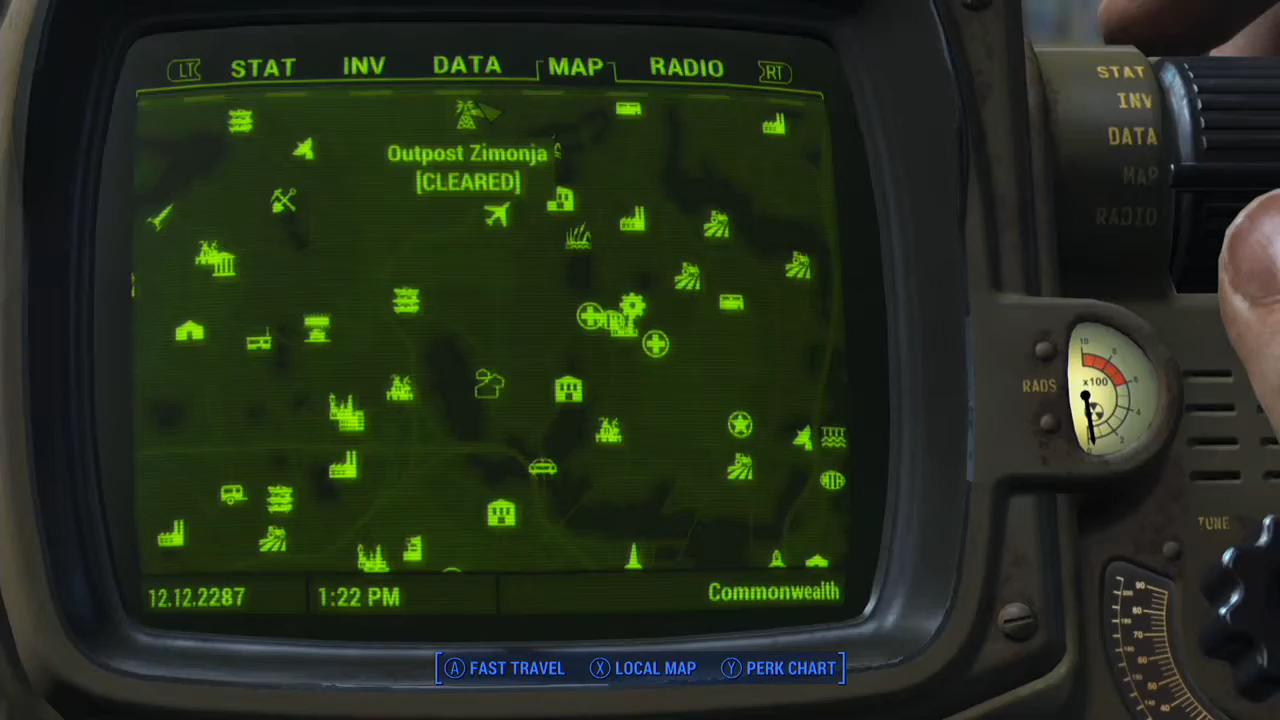 LT STAT INV DATA MAP RADIO RT
Outpost Zimonja
[CLEARED]
12.12.2287 1:22 PM Commonwealth
A FAST TRAVEL X LOCAL MAP Y PERK CHART
STAT
INV
DATA
MAP
RADIO
RADS
x100
TUNE